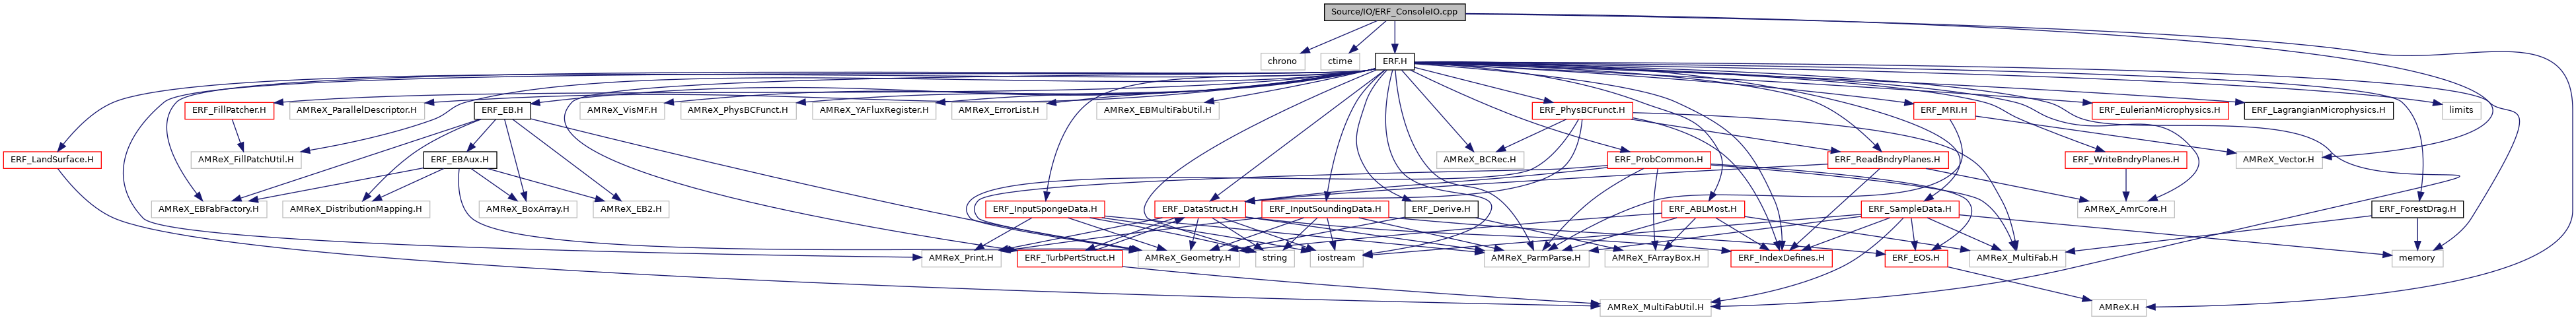 Source/IO/ERF_ConsoleIO.cpp
chrono
ctime
ERF.H
ERF_FillPatcher.H
AMReX_ParallelDescriptor.H
ERF_EB.H
AMReX_VisMF.H
AMReX_PhysBCFunct.H
AMReX_YAFluxRegister.H
AMReX_ErrorList.H
AMReX_EBMultiFabUtil.H
ERF_PhysBCFunct.H
ERF_MRI.H
ERF_EulerianMicrophysics.H
ERF_LagrangianMicrophysics.H
limits
ERF_LandSurface.H
AMReX_FillPatchUtil.H
ERF_EBAux.H
AMReX_BCRec.H
ERF_ProbCommon.H
ERF_ReadBndryPlanes.H
ERF_WriteBndryPlanes.H
AMReX_Vector.H
AMReX_EBFabFactory.H
AMReX_DistributionMapping.H
AMReX_BoxArray.H
AMReX_EB2.H
ERF_InputSpongeData.H
ERF_DataStruct.H
ERF_InputSoundingData.H
ERF_Derive.H
ERF_ABLMost.H
ERF_SampleData.H
AMReX_AmrCore.H
ERF_ForestDrag.H
AMReX_Print.H
ERF_TurbPertStruct.H
AMReX_Geometry.H
string
iostream
AMReX_ParmParse.H
AMReX_FArrayBox.H
ERF_IndexDefines.H
ERF_EOS.H
AMReX_MultiFab.H
memory
AMReX_MultiFabUtil.H
AMReX.H